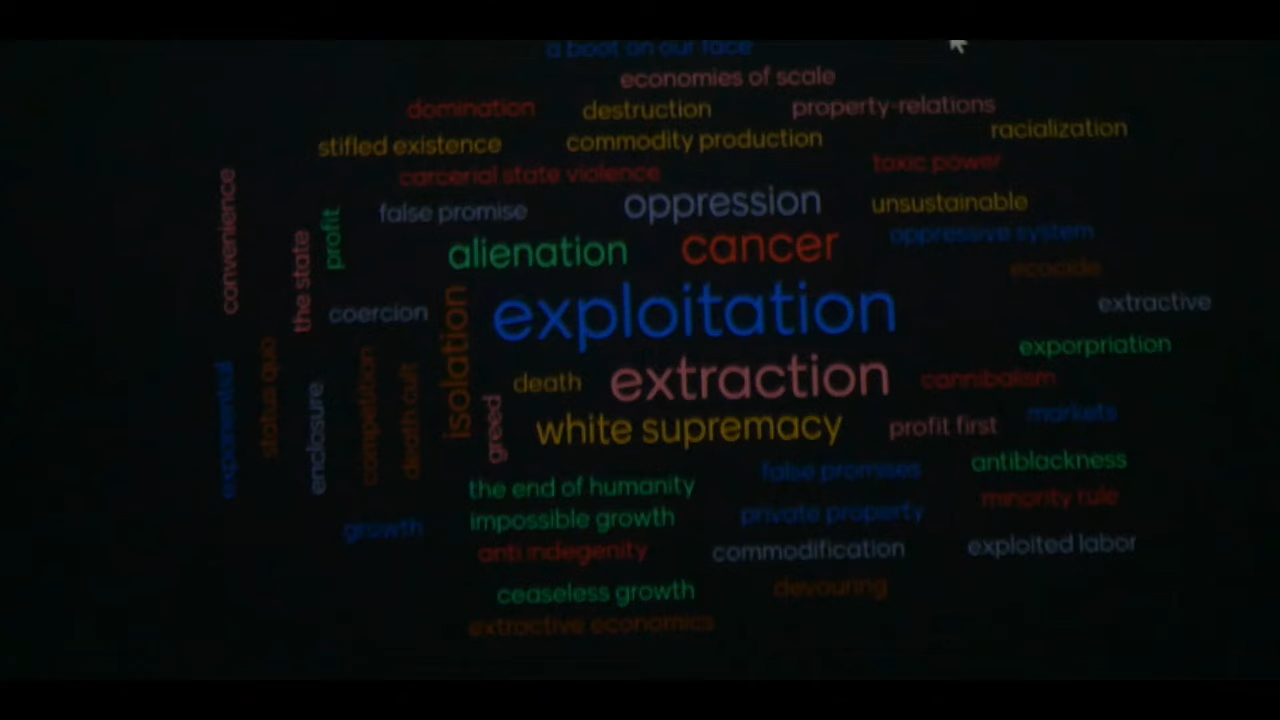 a boot on our face
economies of scale
domination
destruction
property-relations
stifled existence
commodity production
racialization
carcerial state violence
toxic power
convenience
the state
profit
false promise
oppression
unsustainable
oppressive system
alienation
cancer
ecocide
coercion
isolation
exploitation
extractive
exporpriation
exponential
status quo
enclosure
competition
death cult
greed
death
extraction
cannibalism
markets
white supremacy
profit first
false promises
antiblackness
the end of humanity
minority rule
growth
impossible growth
private property
anti indegenity
commodification
exploited labor
ceaseless growth
devouring
extractive economics